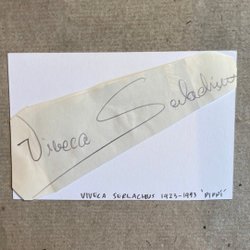 Viveca Serlachius
VIVECA SERLACHIUS 1923-1993 'PIPPI'